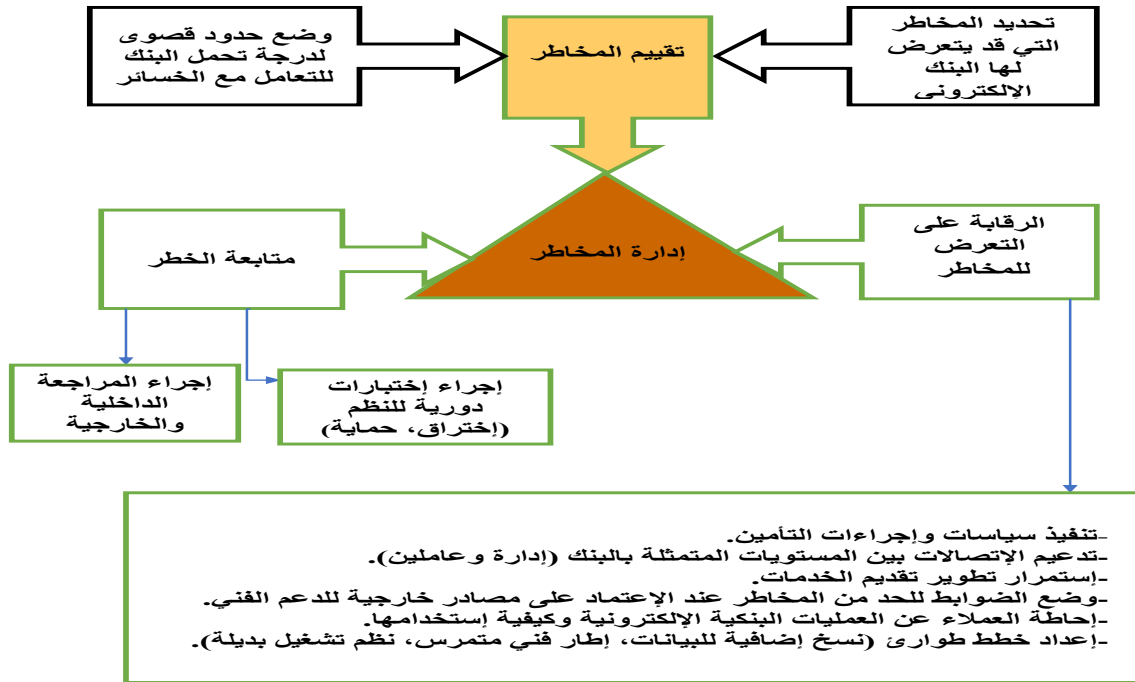 تحديد المخاطر
التي قد يتعرض
لها البنك
الإلكتروني
تقييم المخاطر
وضع حدود قصوى
لدرجة تحمل البنك
للتعامل مع الخسائر
الرقابة على
التعرض
للمخاطر
إدارة المخاطر
متابعة الخطر
إجراء إختبارات
دورية للنظم
(إختراق، حماية)
إجراء المراجعة
الداخلية
والخارجية
-تنفيذ سياسات وإجراءات التأمين.
-تدعيم الإتصالات بين المستويات المتمثلة بالبنك (إدارة وعاملين).
-إستمرار تطوير تقديم الخدمات.
-وضع الضوابط للحد من المخاطر عند الإعتماد على مصادر خارجية للدعم الفني.
-إحاطة العملاء عن العمليات البنكية الإلكترونية وكيفية إستخدامها.
-إعداد خطط طوارئ (نسخ إضافية للبيانات، إطار فني متمرس، نظم تشغيل بديلة).